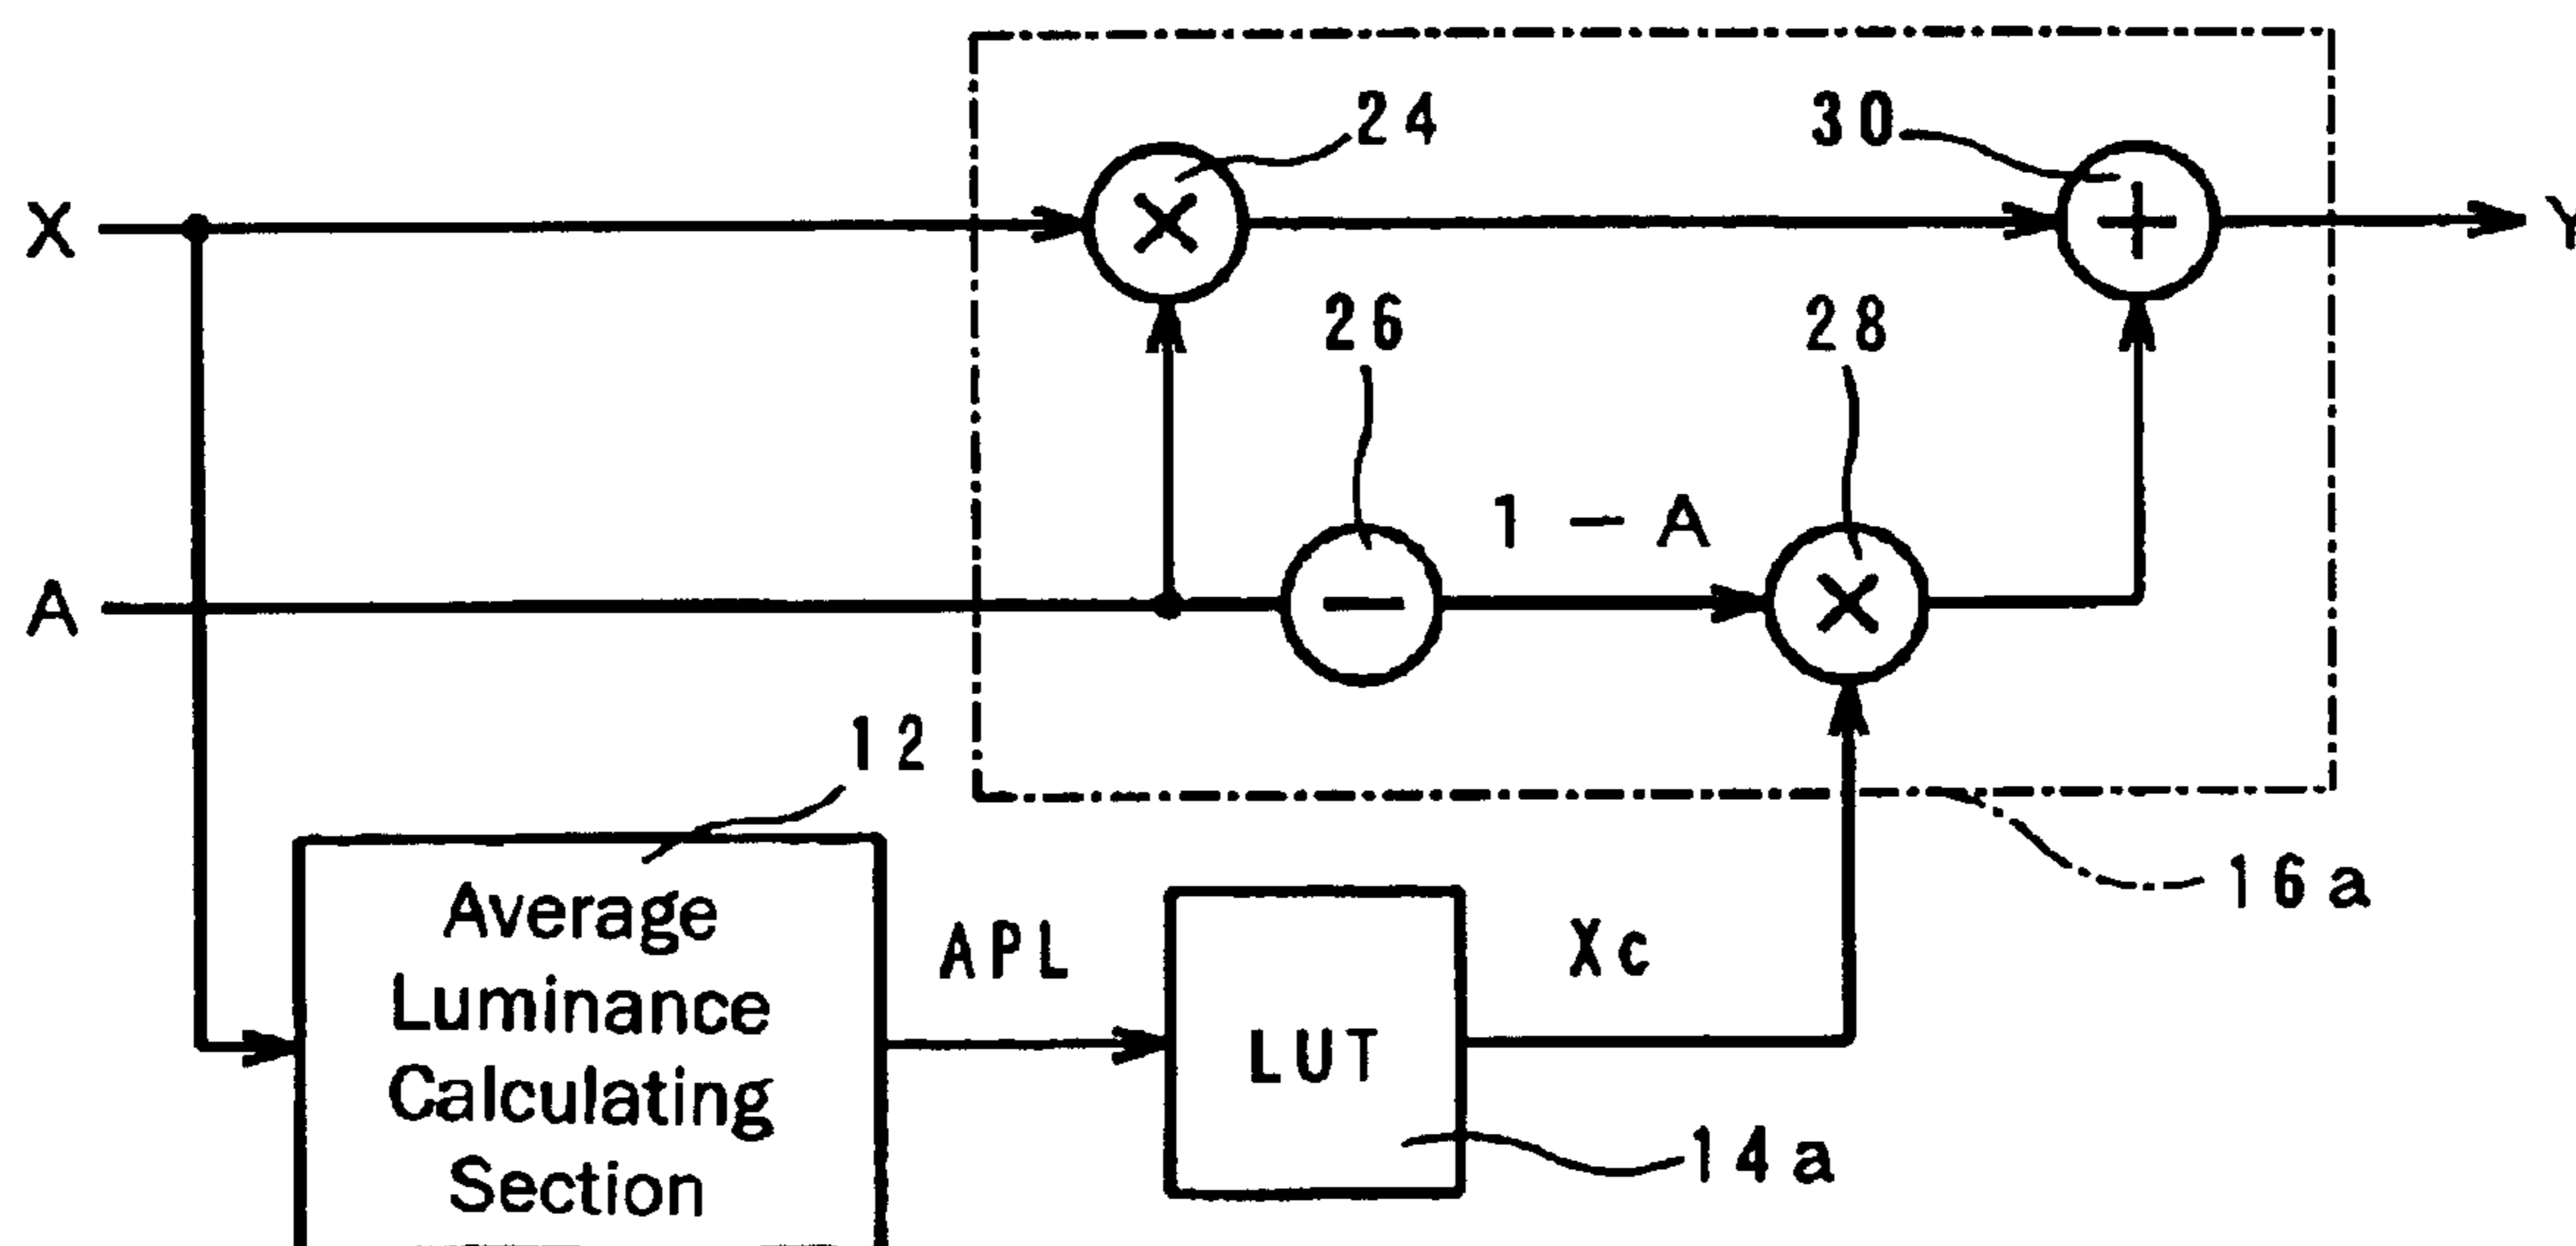 24
30
X
Y
26
28
1 - A
A
12
16a
Average
Luminance
Calculating
Section
APL
Xc
LUT
14a